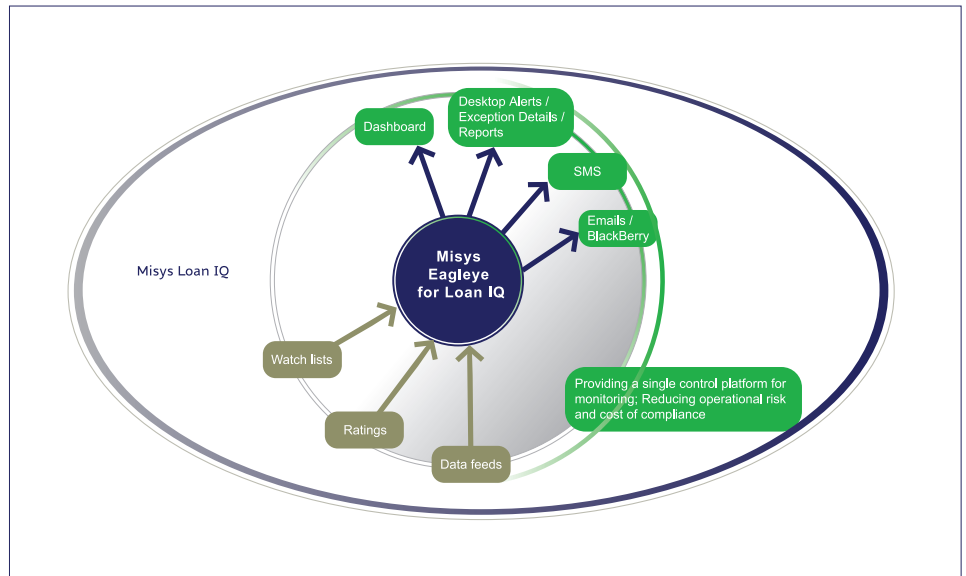 Dashboard
Desktop Alerts /
Exception Details /
Reports
SMS
Emails /
BlackBerry
Misys
Eagleye
for Loan IQ
Misys Loan IQ
Watch lists
Ratings
Data feeds
Providing a single control platform for
monitoring; Reducing operational risk
and cost of compliance